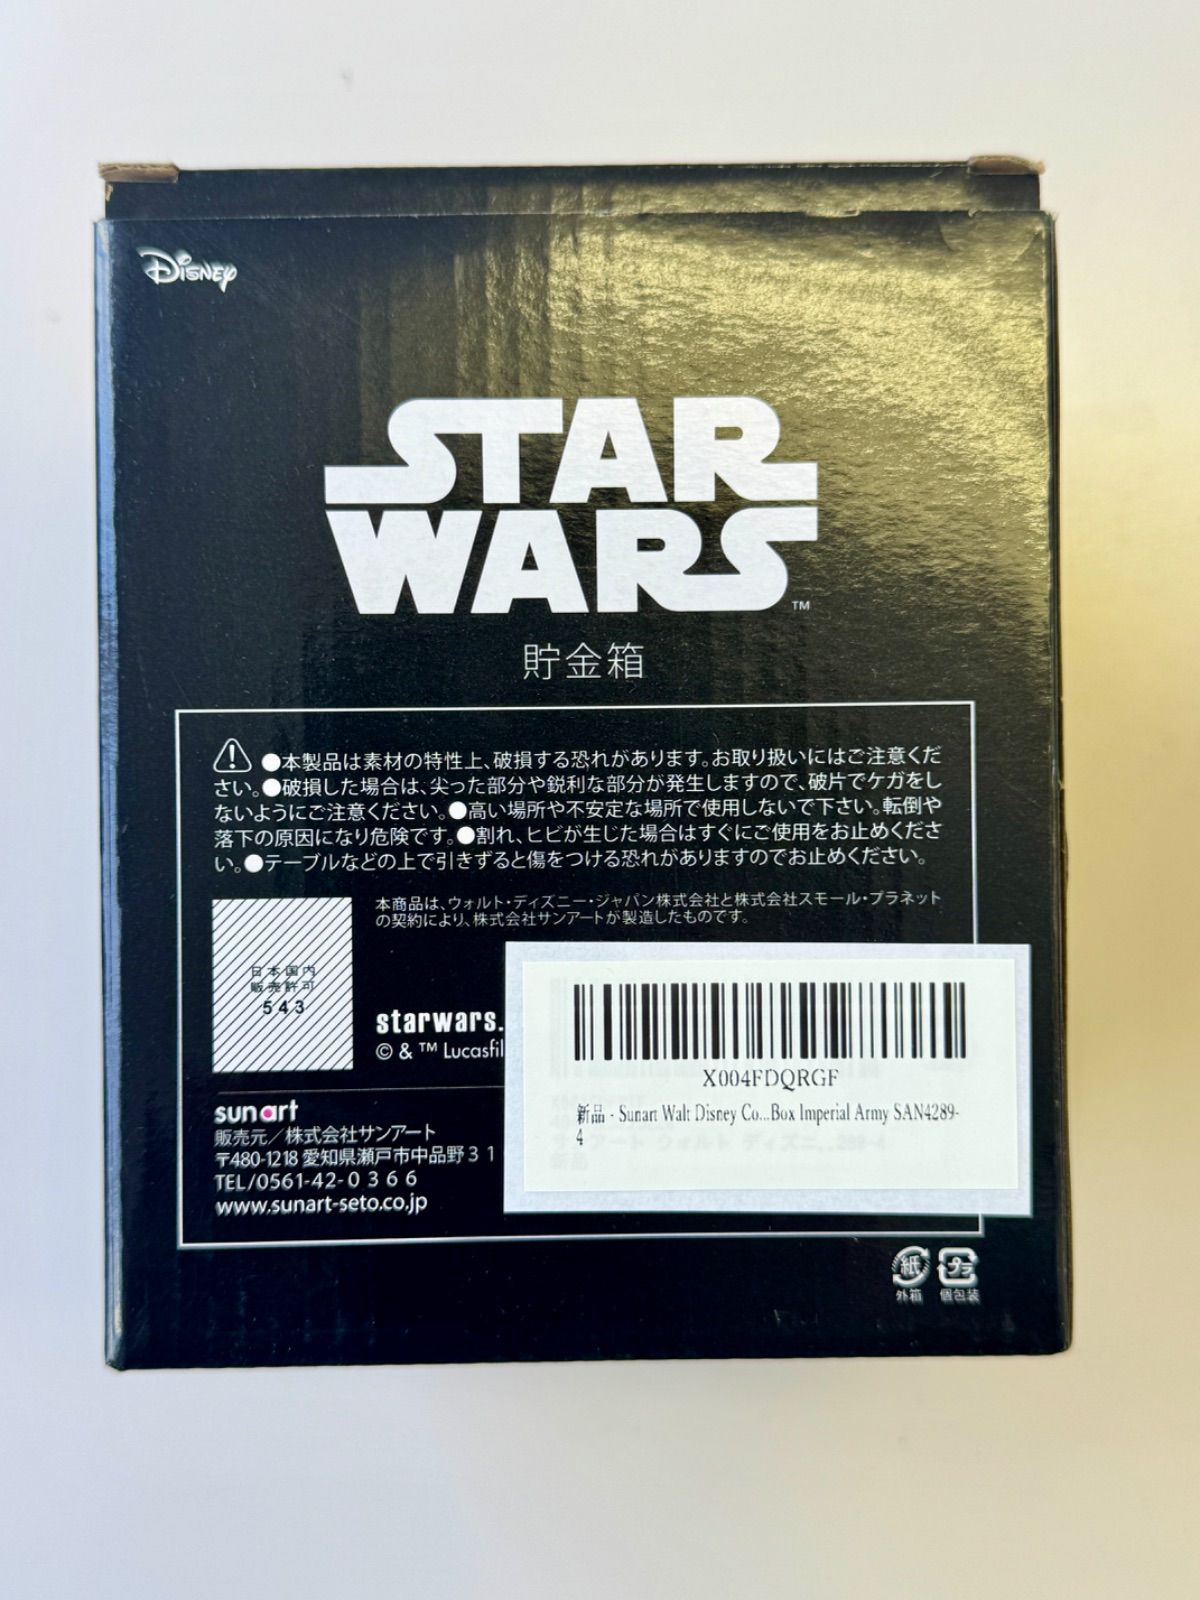 Disney
STAR
WARS
TM
貯金箱
●本製品は素材の特性上、破損する恐れがあります。お取り扱いにはご注意くだ
さい。●破損した場合は、尖った部分や鋭利な部分が発生しますので、破片でケガをし
ないようにご注意ください。●高い場所や不安定な場所で使用しないで下さい。転倒や
落下の原因になり危険です。●割れ、ヒビが生じた場合はすぐにご使用をお止めくださ
い。●テーブルなどの上で引きずると傷をつける恐れがありますのでお止めください。
本商品は、ウォルト・ディズニー・ジャパン株式会社と株式会社スモール・プラネット
の契約により、株式会社サンアートが製造したものです。
日本国内
販売許可
543
starwars.
© & ™ Lucasfil
X004FDQRGF
新品 - Sunart Walt Disney Co...Box Imperial Army SAN4289-
4
sunart
販売元／株式会社サンアート
〒480-1218 愛知県瀬戸市中品野31
TEL/0561-42-0366
www.sunart-seto.co.jp
紙 プラ
外箱 個包装